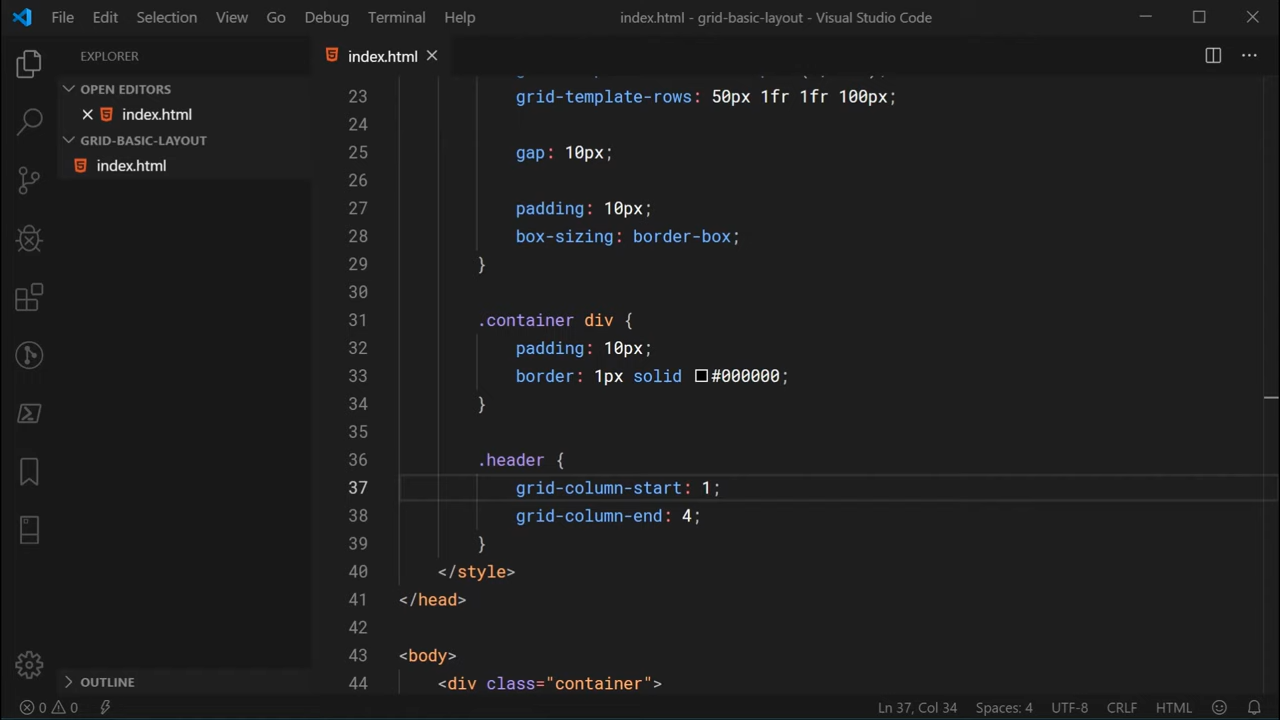 File Edit Selection View Go Debug Terminal Help index.html - grid-basic-layout - Visual Studio Code
EXPLORER
index.html
OPEN EDITORS
index.html
GRID-BASIC-LAYOUT
index.html
23 grid-template-rows: 50px 1fr 1fr 100px;
24
25 gap: 10px;
26
27 padding: 10px;
28 box-sizing: border-box;
29 }
30
31 .container div {
32 padding: 10px;
33 border: 1px solid #000000;
34 }
35
36 .header {
37 grid-column-start: 1;
38 grid-column-end: 4;
39 }
40 </style>
41 </head>
42
43 <body>
44 <div class="container">
OUTLINE
0 0 Ln 37, Col 34 Spaces: 4 UTF-8 CRLF HTML